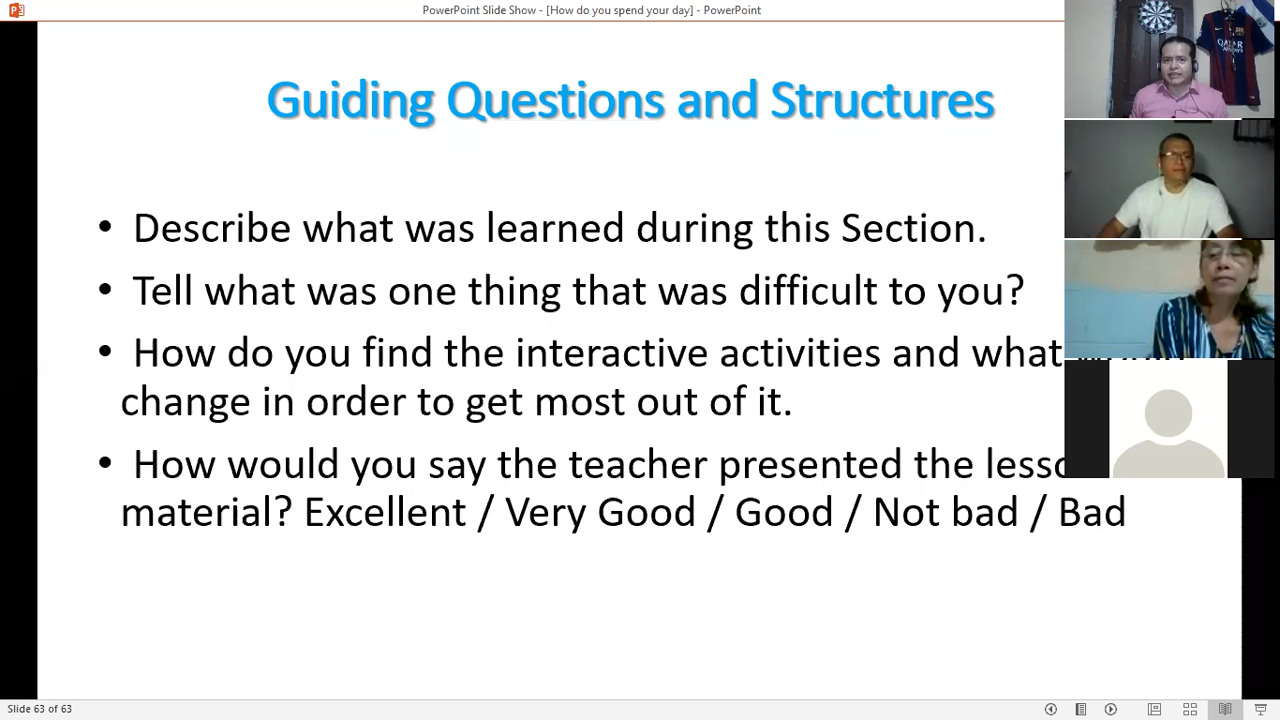 PowerPoint Slide Show - [How do you spend your day] - PowerPoint
Guiding Questions and Structures
• Describe what was learned during this Section.
• Tell what was one thing that was difficult to you?
• How do you find the interactive activities and what
change in order to get most out of it.
• How would you say the teacher presented the
material? Excellent / Very Good / Good / Not bad / Bad
QATAR
AIRWAYS
Slide 63 of 63